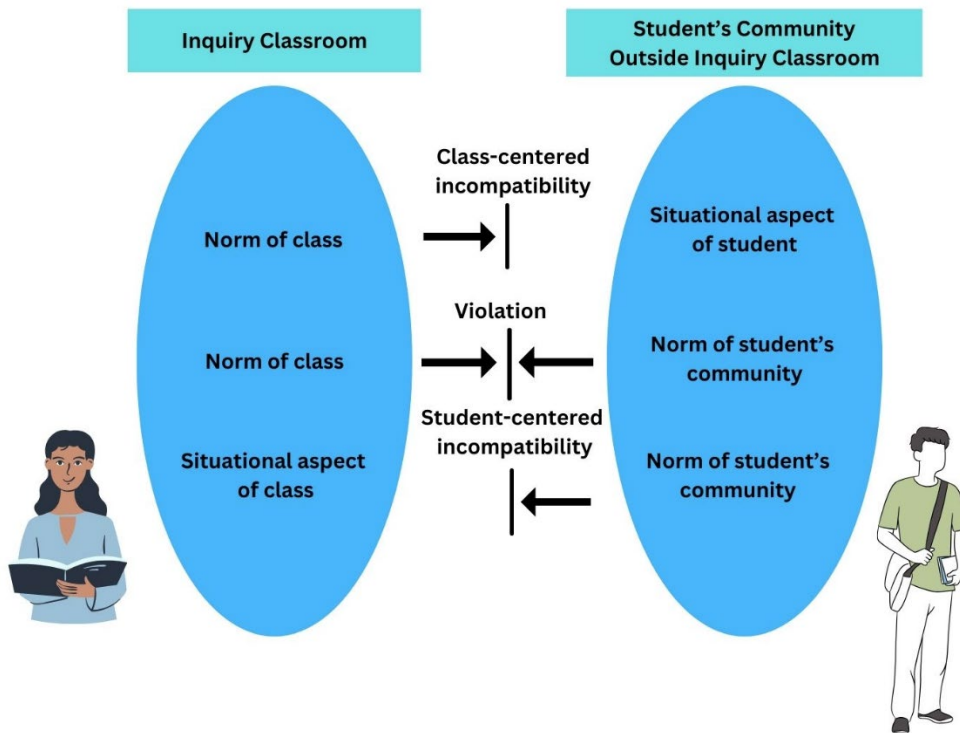 Inquiry Classroom
Student's Community
Outside Inquiry Classroom
Class-centered
incompatibility
Norm of class
Situational aspect
of student
Violation
Norm of class
Norm of student's
community
Student-centered
incompatibility
Situational aspect
of class
Norm of student's
community